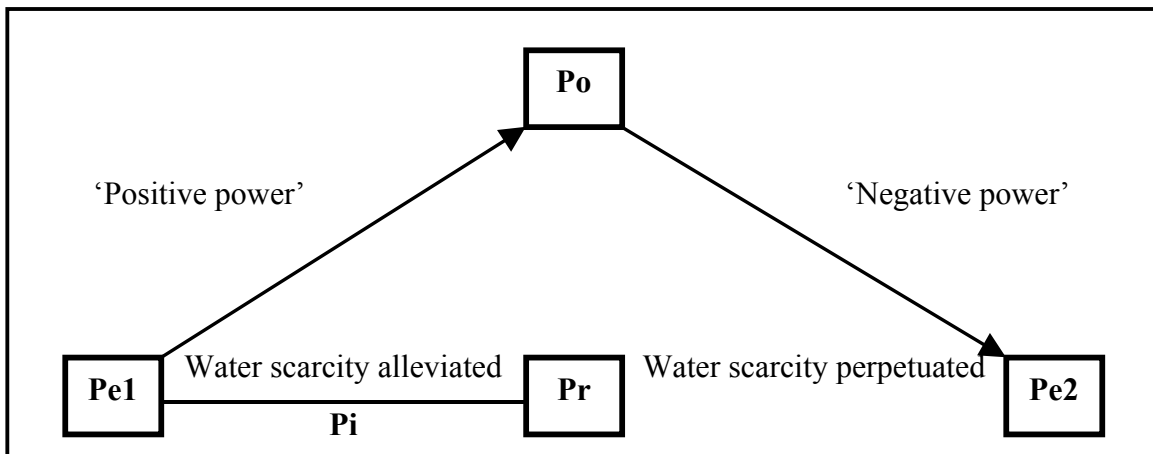 Po
‘Positive power’
‘Negative power’
Water scarcity alleviated
Water scarcity perpetuated
Pe1
Pr
Pe2
Pi